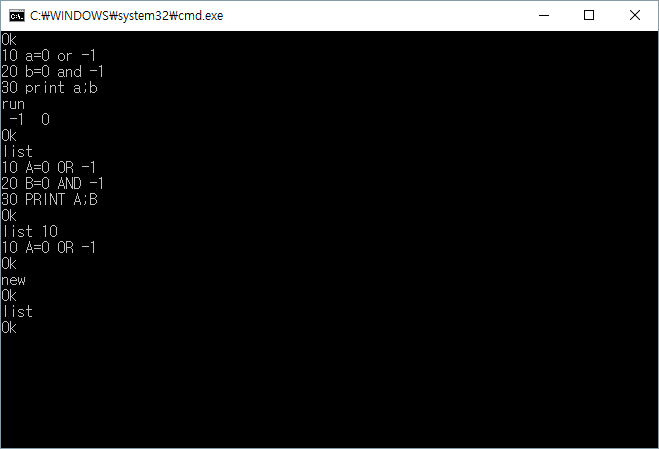 C:₩WINDOWS₩system32₩cmd.exe
Ok
10 a=0 or -1
20 b=0 and -1
30 print a;b
run
 -1  0
Ok
list
10 A=0 OR -1
20 B=0 AND -1
30 PRINT A;B
Ok
list 10
10 A=0 OR -1
Ok
new
Ok
list
Ok